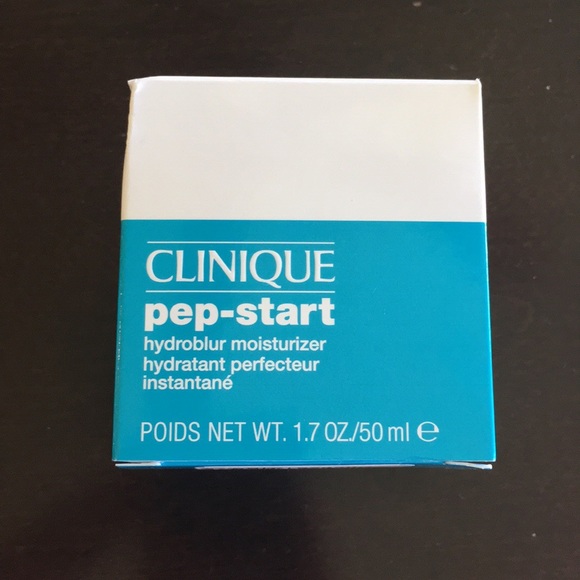 CLINIQUE
pep-start
hydroblur moisturizer
hydratant perfecteur
instantané
POIDS NET WT. 1.7 OZ./50 ml ℮